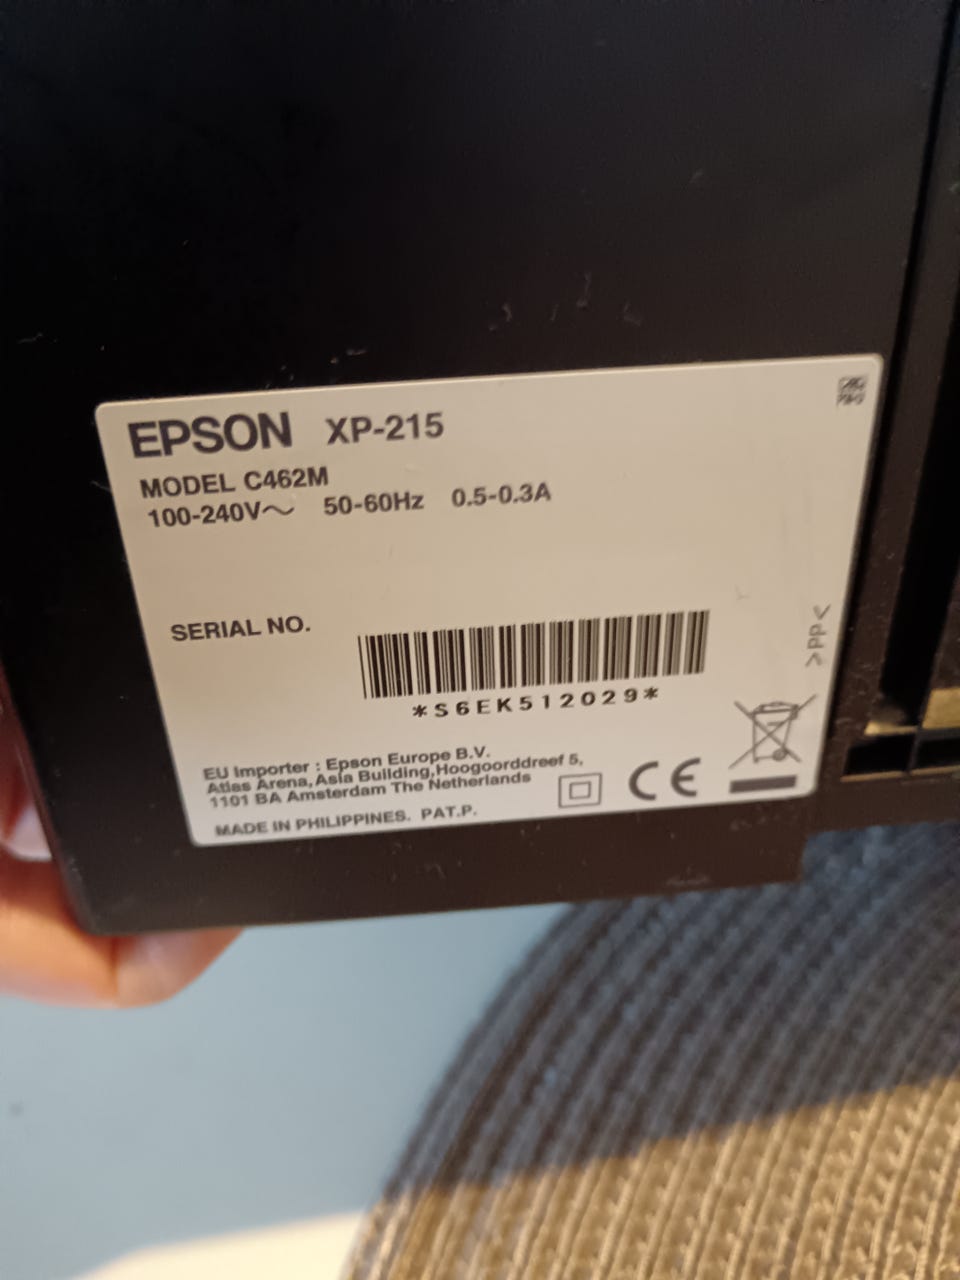 EPSON XP-215
MODEL C462M
100-240V～ 50-60Hz 0.5-0.3A
SERIAL NO.
*S6EK512029*
>PP<
EU Importer : Epson Europe B.V.
Atlas Arena,Asia Building,Hoogoorddreef 5,
1101 BA Amsterdam The Netherlands
CE
MADE IN PHILIPPINES. PAT.P.